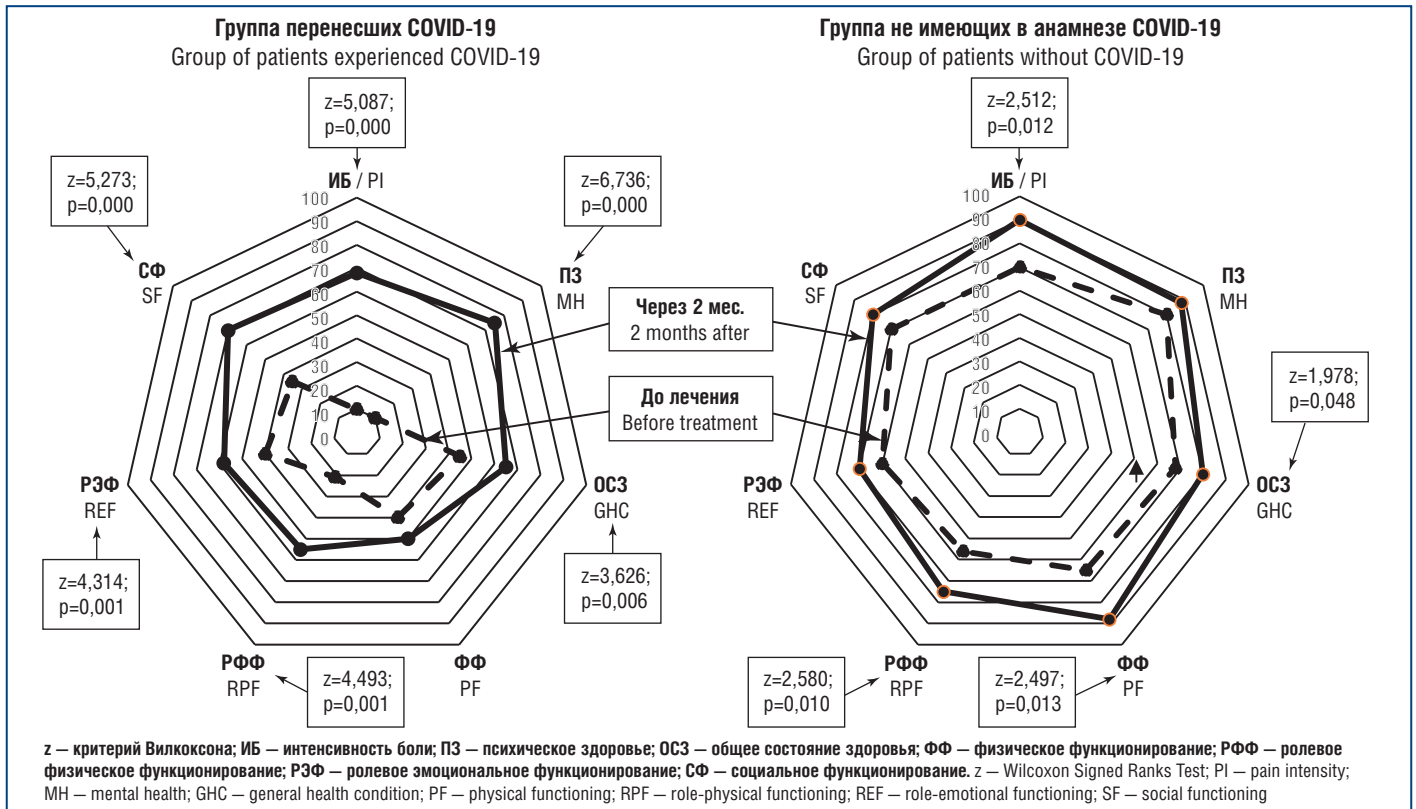 Группа перенесших COVID-19
Group of patients experienced COVID-19
z=5,087;
p=0,000
z=5,273;
p=0,000
z=6,736;
p=0,000
ИБ / PI
100
90
80
70
60
50
40
30
20
10
0
СФ
SF
ПЗ
MH
РЭФ
REF
ОСЗ
GHC
z=4,314;
p=0,001
z=3,626;
p=0,006
РФФ
RPF
ФФ
PF
z=4,493;
p=0,001
Через 2 мес.
2 months after
До лечения
Before treatment
Группа не имеющих в анамнезе COVID-19
Group of patients without COVID-19
z=2,512;
p=0,012
ИБ / PI
100
90
80
70
60
50
40
30
20
10
0
СФ
SF
ПЗ
MH
z=1,978;
p=0,048
РЭФ
REF
ОСЗ
GHC
РФФ
RPF
ФФ
PF
z=2,580;
p=0,010
z=2,497;
p=0,013
z — критерий Вилкоксона; ИБ — интенсивность боли; ПЗ — психическое здоровье; ОСЗ — общее состояние здоровья; ФФ — физическое функционирование; РФФ — ролевое
физическое функционирование; РЭФ — ролевое эмоциональное функционирование; СФ — социальное функционирование. z — Wilcoxon Signed Ranks Test; PI — pain intensity;
MH — mental health; GHC — general health condition; PF — physical functioning; RPF — role-physical functioning; REF — role-emotional functioning; SF — social functioning